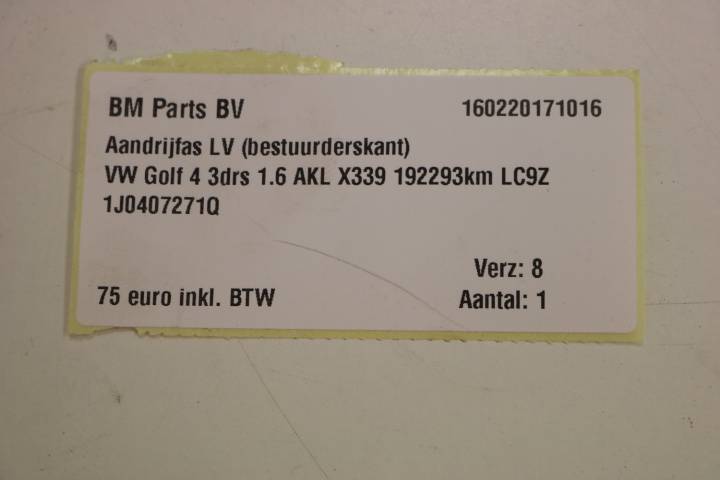 BM Parts BV 160220171016
Aandrijfas LV (bestuurderskant)
VW Golf 4 3drs 1.6 AKL X339 192293km LC9Z
1J0407271Q
Verz: 8
75 euro inkl. BTW Aantal: 1